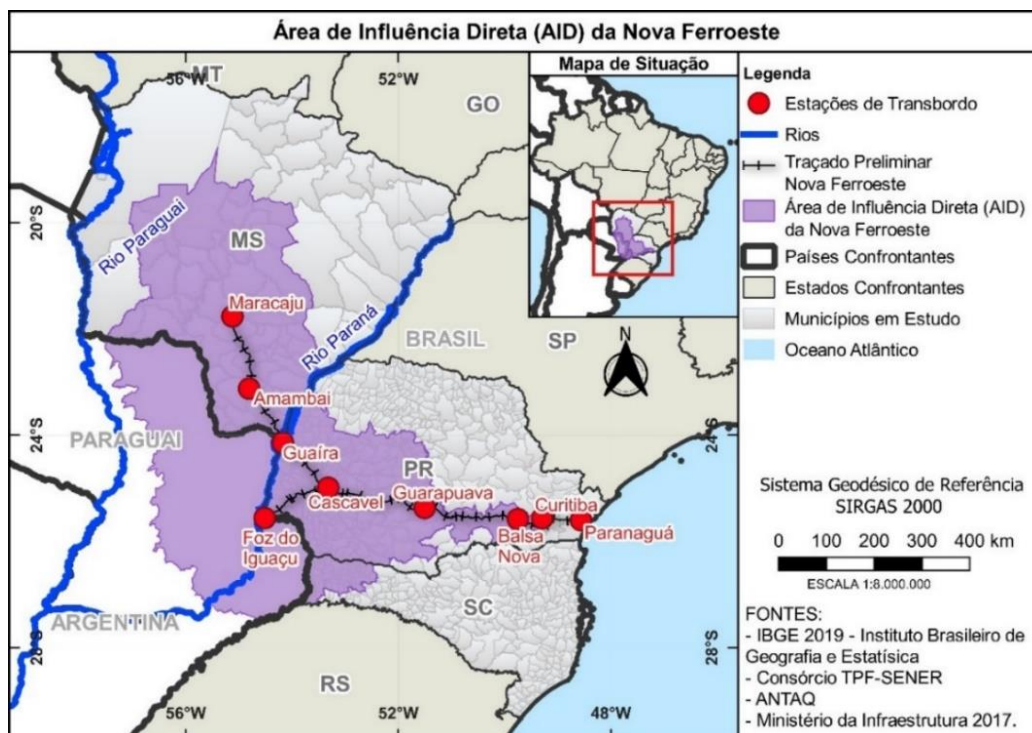 Área de Influência Direta (AID) da Nova Ferroeste
56°W
52°W
MT
GO
20°S
Rio Paraguai
MS
Maracaju
Rio Paraná
BRASIL
SP
Amambai
24°S
24°S
PARAGUAI
Guaíra
PR
Cascavel
Guarapuava
Curitiba
Foz do
Iguaçu
Balsa
Nova
Paranaguá
SC
ARGENTINA
28°S
28°S
RS
56°W
52°W
48°W
Mapa de Situação
N
Legenda
Estações de Transbordo
Rios
Traçado Preliminar
Nova Ferroeste
Área de Influência Direta (AID)
da Nova Ferroeste
Países Confrontantes
Estados Confrontantes
Municípios em Estudo
Oceano Atlântico
Sistema Geodésico de Referência
SIRGAS 2000
0 100 200 300 400 km
ESCALA 1:8.000.000
FONTES:
- IBGE 2019 - Instituto Brasileiro de
Geografia e Estatísica
- Consórcio TPF-SENER
- ANTAQ
- Ministério da Infraestrutura 2017.